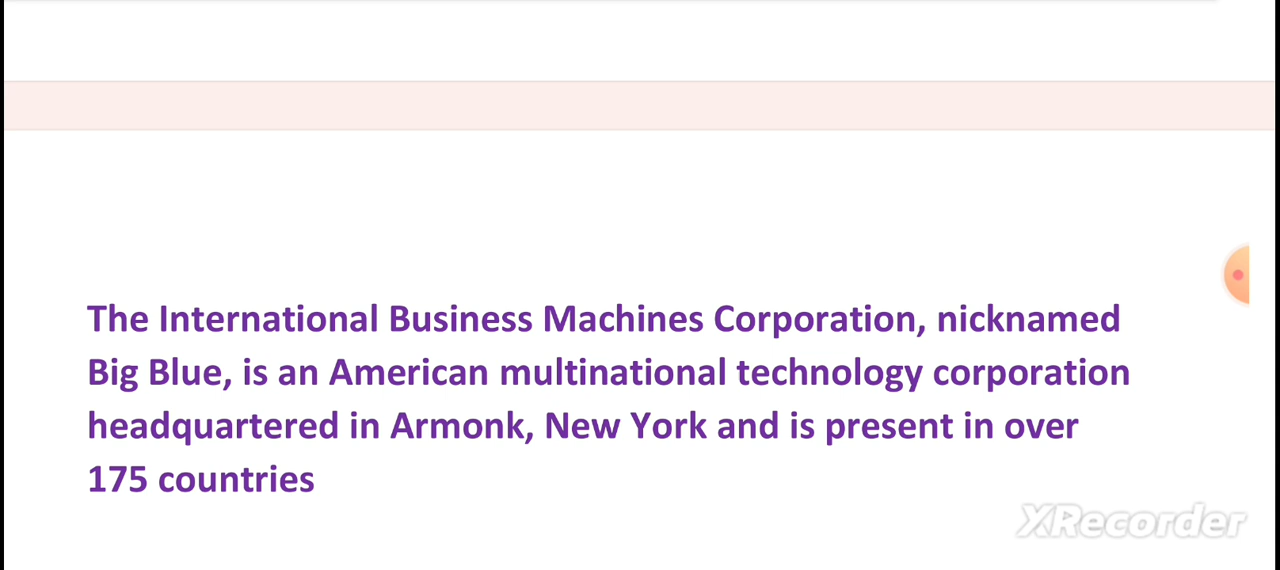 The International Business Machines Corporation, nicknamed
Big Blue, is an American multinational technology corporation
headquartered in Armonk, New York and is present in over
175 countries
XRecorder